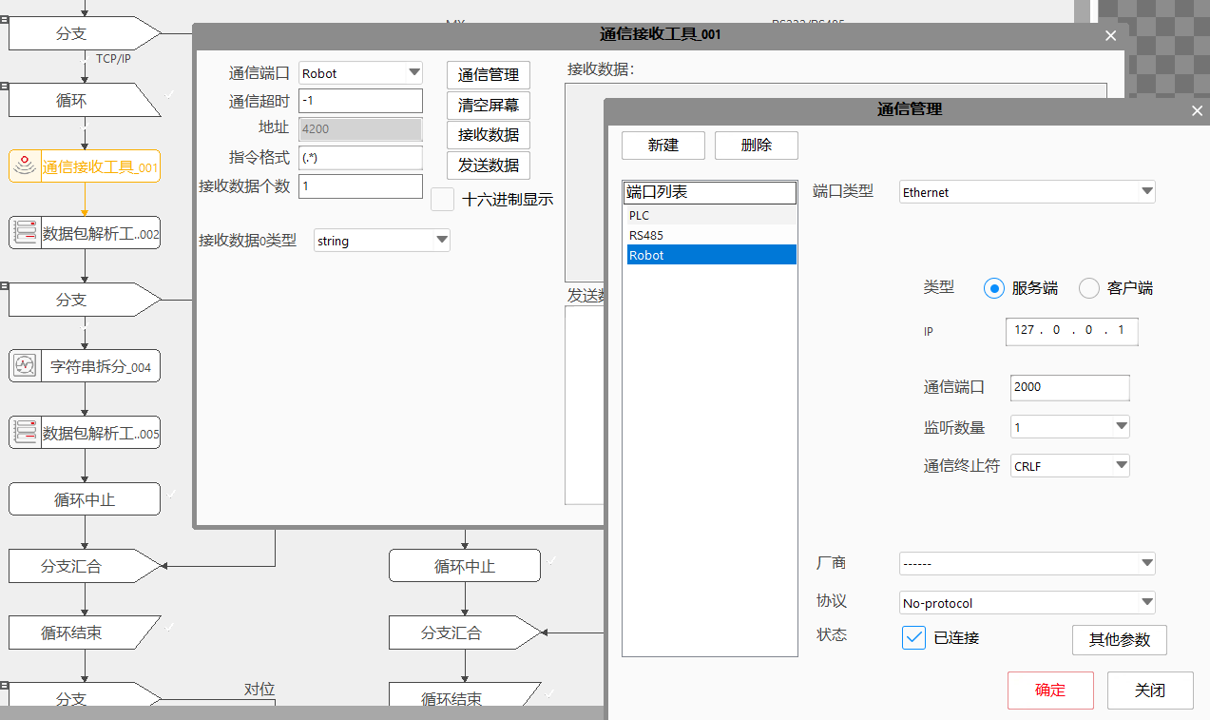 分支
TCP/IP
循环
通信接收工具_001
数据包解析工..002
分支
字符串拆分_004
数据包解析工..005
循环中止
分支汇合
循环结束
分支
对位
循环中止
分支汇合
循环结束
通信接收工具_001
通信端口
Robot
通信管理
接收数据:
通信超时
-1
清空屏幕
地址
4200
接收数据
指令格式
(.*)
发送数据
接收数据个数
1
十六进制显示
接收数据0类型
string
发送数
通信管理
新建
删除
端口列表
PLC
RS485
Robot
端口类型
Ethernet
类型
服务端
客户端
IP
127 . 0 . 0 . 1
通信端口
2000
监听数量
1
通信终止符
CRLF
厂商
------
协议
No-protocol
状态
已连接
其他参数
确定
关闭